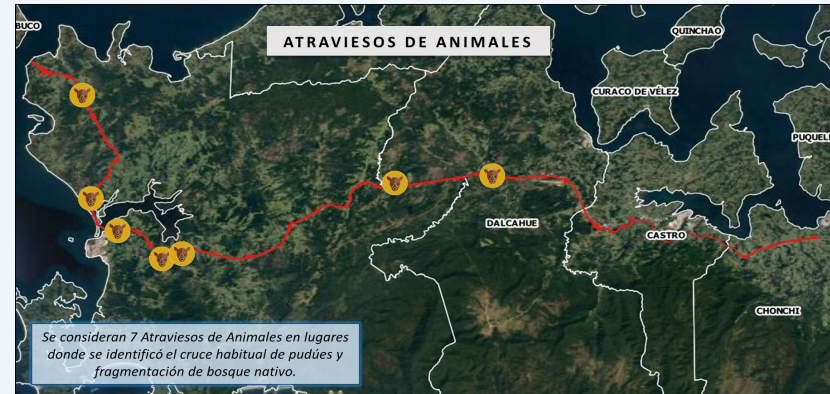 BUCO
ATRAVIESOS DE ANIMALES
QUINCHAO
CURACO DE VÉLEZ
PUQUEL
DALCAHUE
CASTRO
CHONCHI
Se consideran 7 Atraviesos de Animales en lugares
donde se identificó el cruce habitual de pudúes y
fragmentación de bosque nativo.